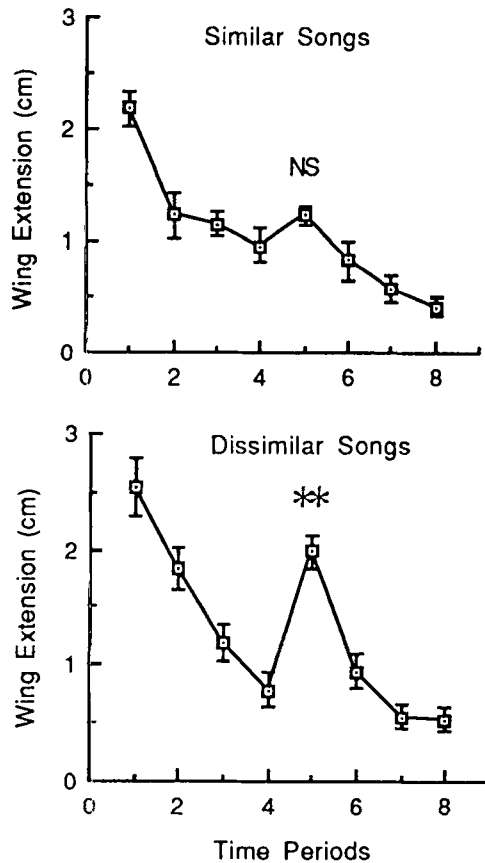 Similar Songs
Wing Extension (cm)
3
2
1
0
NS
0 2 4 6 8
Dissimilar Songs
Wing Extension (cm)
3
2
1
0
**
0 2 4 6 8
Time Periods